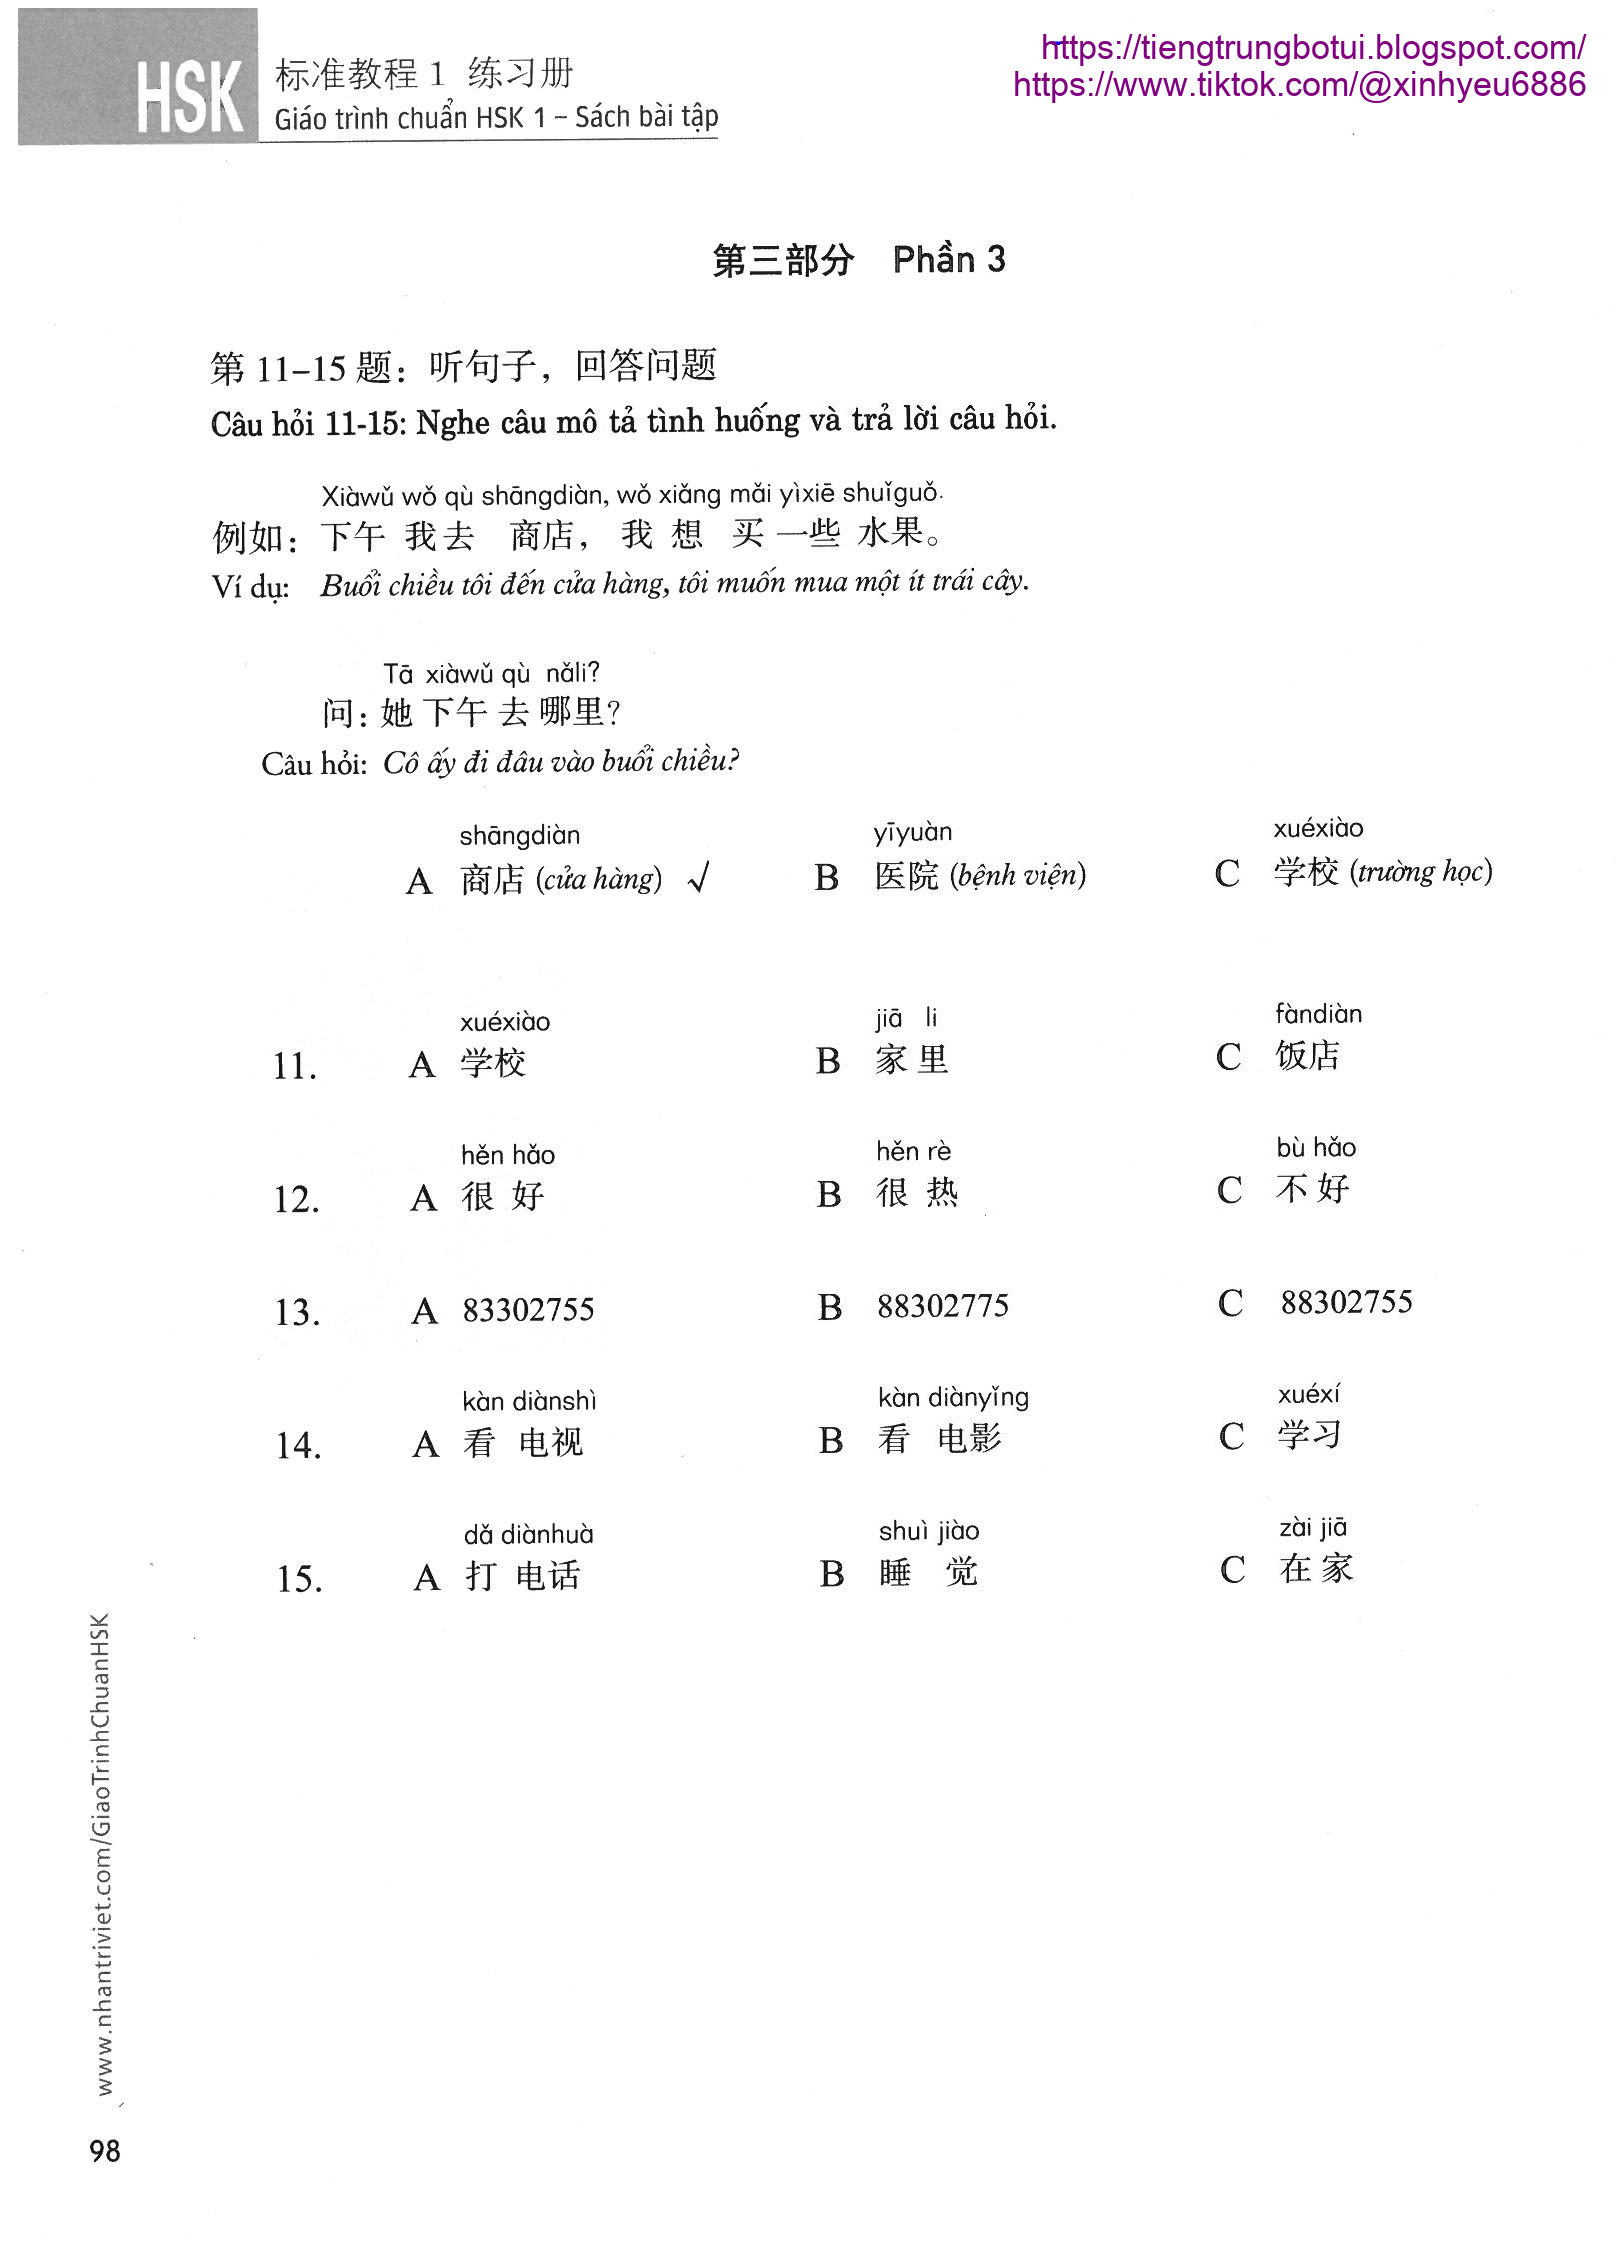 https://tiengtrungbotui.blogspot.com/
https://www.tiktok.com/@xinhyeu6886
HSK 标准教程 1 练习册
Giáo trình chuẩn HSK 1 – Sách bài tập
第三部分 Phần 3
第 11–15 题：听句子，回答问题
Câu hỏi 11-15: Nghe câu mô tả tình huống và trả lời câu hỏi.
Xiàwǔ wǒ qù shāngdiàn, wǒ xiǎng mǎi yìxiē shuǐguǒ.
例如：下午 我去 商店， 我 想 买 一些 水果。
Ví dụ: Buổi chiều tôi đến cửa hàng, tôi muốn mua một ít trái cây.
Tā xiàwǔ qù nǎli?
问：她 下午 去 哪里？
Câu hỏi: Cô ấy đi đâu vào buổi chiều?
shāngdiàn yīyuàn xuéxiào
A 商店 (cửa hàng) √ B 医院 (bệnh viện) C 学校 (trường học)
xuéxiào jiā li fàndiàn
11. A 学校 B 家 里 C 饭店
hěn hǎo hěn rè bù hǎo
12. A 很 好 B 很 热 C 不 好
13. A 83302755 B 88302775 C 88302755
kàn diànshì kàn diànyǐng xuéxí
14. A 看 电视 B 看 电影 C 学习
dǎ diànhuà shuì jiào zài jiā
15. A 打 电话 B 睡 觉 C 在 家
www.nhantriviet.com/GiaoTrinhChuanHSK
98